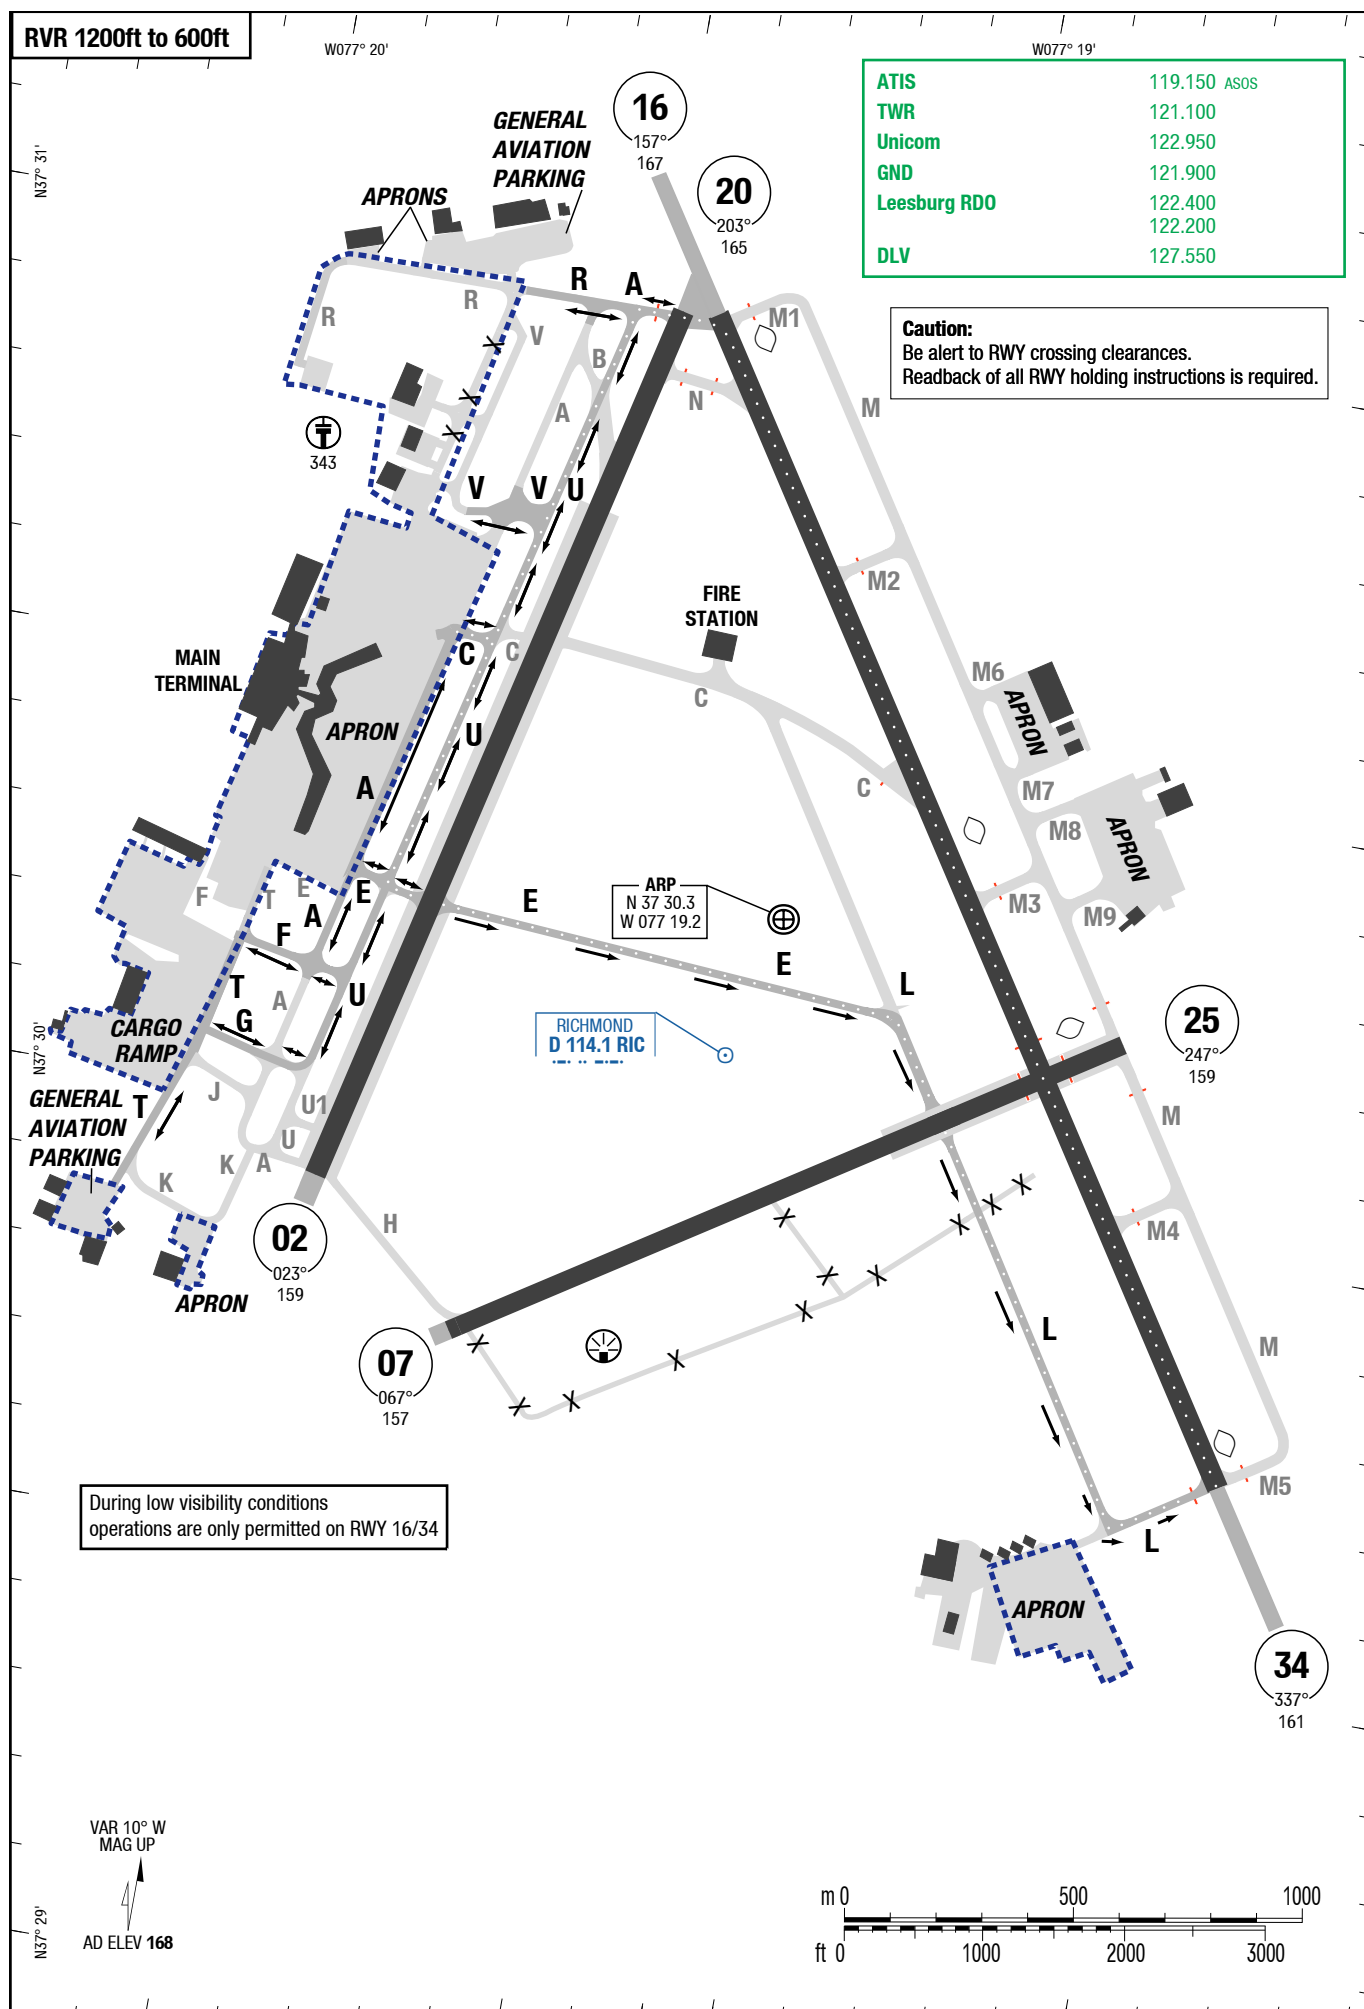 RVR 1200ft to 600ft
W077° 20'
W077° 19'
N37° 31'
16
157°
167
20
203°
165
ATIS 119.150 ASOS
TWR 121.100
Unicom 122.950
GND 121.900
Leesburg RDO 122.400
122.200
DLV 127.550
GENERAL
AVIATION
PARKING
APRONS
Caution:
Be alert to RWY crossing clearances.
Readback of all RWY holding instructions is required.
R
A
R
R
V
M1
B
N
A
M
343
V
V
U
M2
FIRE
STATION
C
C
MAIN
TERMINAL
M6
C
APRON
APRON
U
A
C
M7
M8
APRON
F
T
E
E
A
F
ARP
N 37 30.3
W 077 19.2
E
E
M3
M9
T
A
U
L
G
CARGO
RAMP
N37° 30'
RICHMOND
D 114.1 RIC
25
247°
159
GENERAL
AVIATION
PARKING
T
J
U1
M
U
K
A
K
H
M4
02
023°
159
APRON
07
067°
157
L
M
During low visibility conditions
operations are only permitted on RWY 16/34
M5
L
APRON
34
337°
161
VAR 10° W
MAG UP
AD ELEV 168
N37° 29'
m 0 500 1000
ft 0 1000 2000 3000